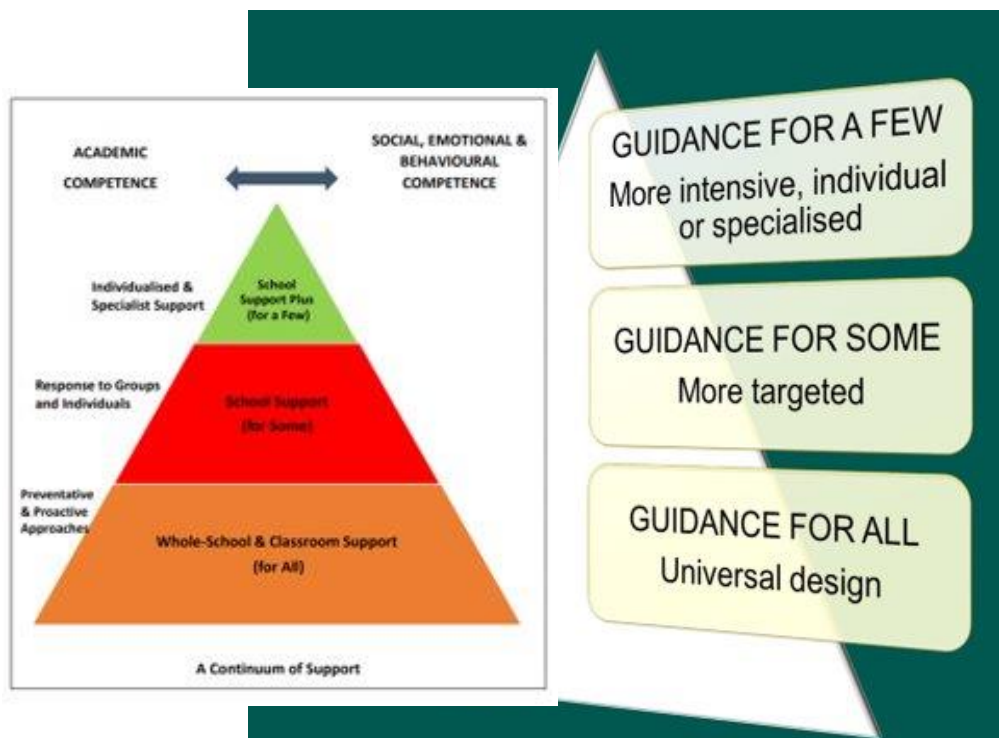 ACADEMIC
COMPETENCE
SOCIAL, EMOTIONAL &
BEHAVIOURAL
COMPETENCE
Individualised &
Specialist Support
School
Support Plus
(for a Few)
Response to Groups
and Individuals
School Support
(for Some)
Preventative
& Proactive
Approaches
Whole-School & Classroom Support
(for All)
A Continuum of Support
GUIDANCE FOR A FEW
More intensive, individual
or specialised
GUIDANCE FOR SOME
More targeted
GUIDANCE FOR ALL
Universal design